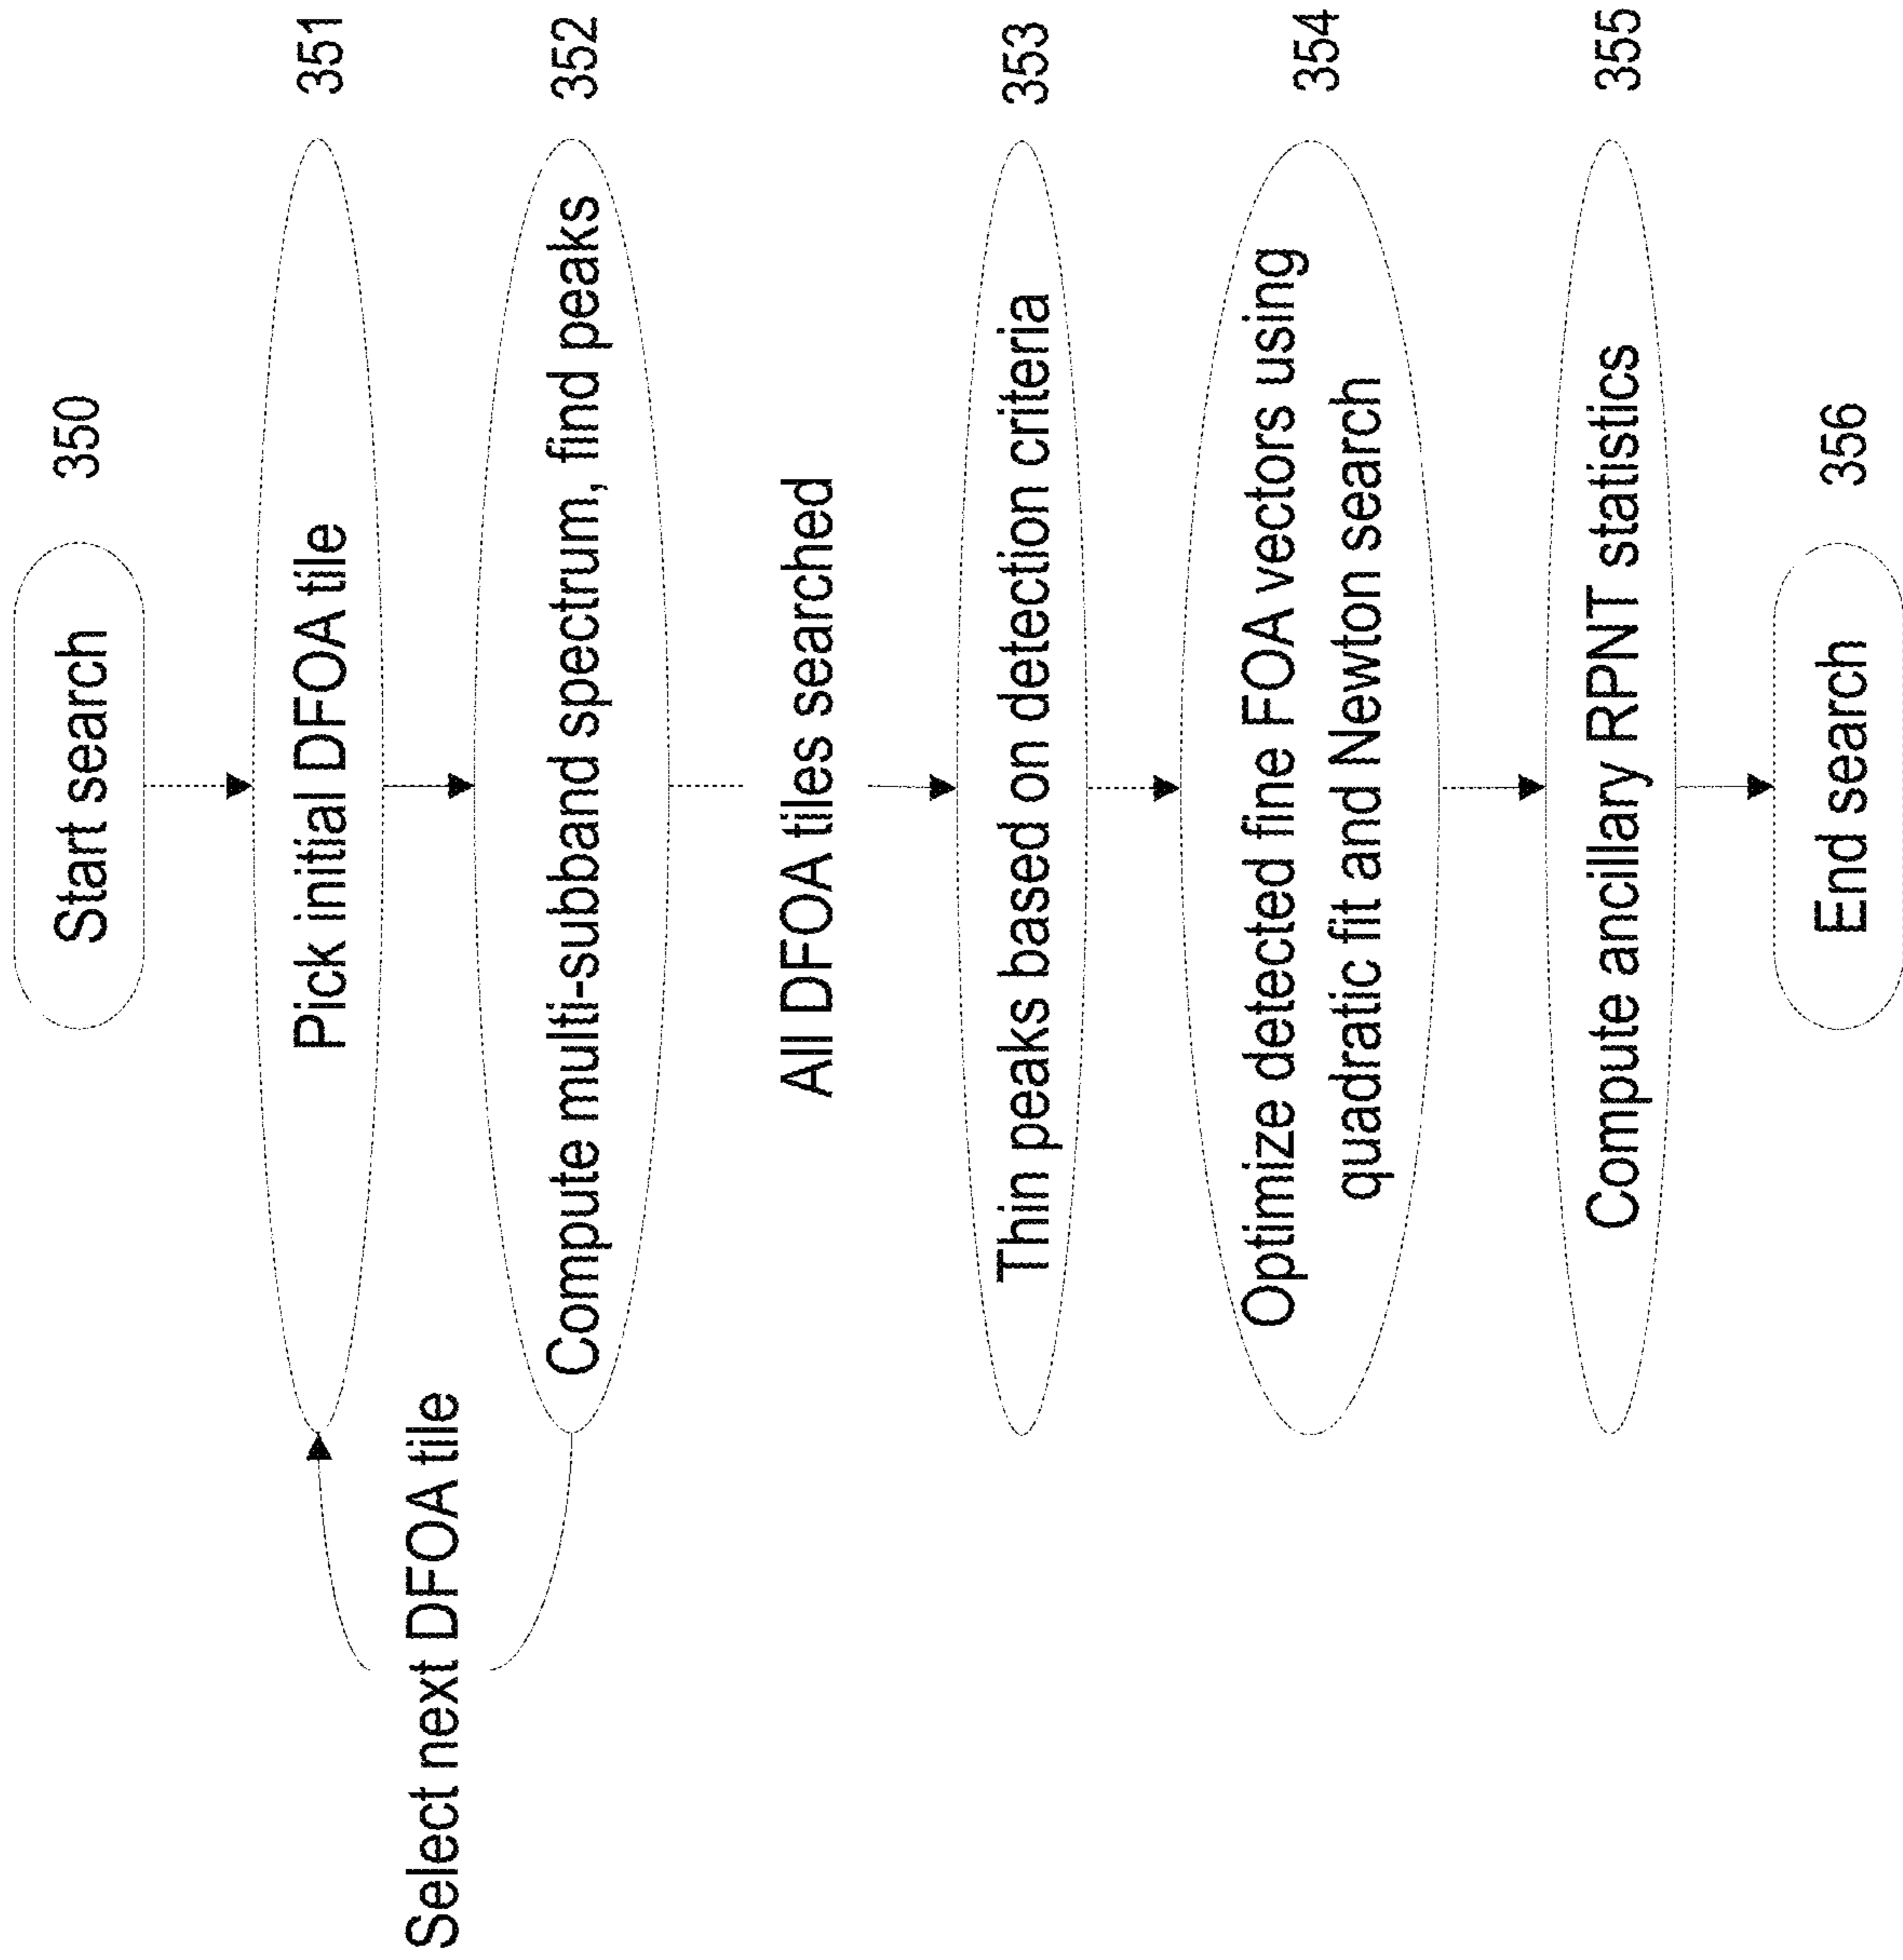 Start search
350
Pick initial DFOA tile
351
Select next DFOA tile
Compute multi-subband spectrum, find peaks
352
All DFOA tiles searched
Thin peaks based on detection criteria
353
Optimize detected fine FOA vectors using
quadratic fit and Newton search
354
Compute ancillary RPNT statistics
355
End search
356